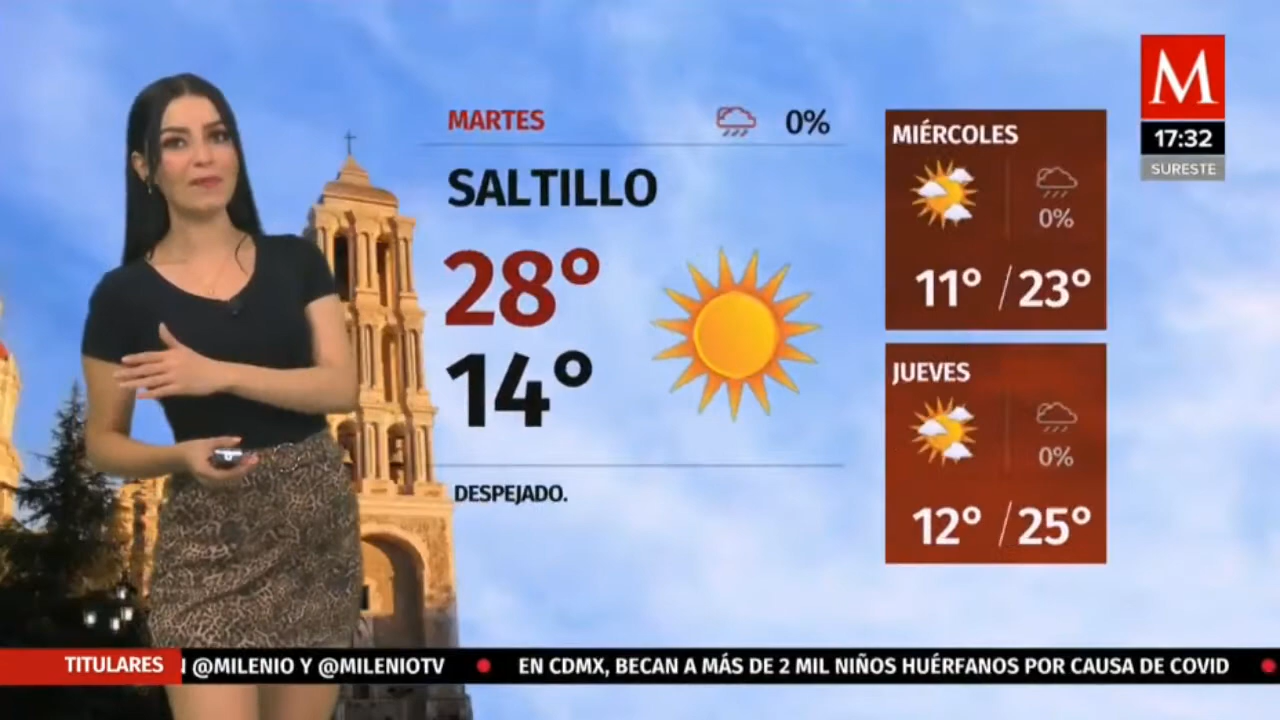 MARTES
0%
SALTILLO
28°
14°
DESPEJADO.
MIÉRCOLES
0%
11° / 23°
JUEVES
0%
12° / 25°
M
17:32
SURESTE
TITULARES
@MILENIO Y @MILENIOTV • EN CDMX, BECAN A MÁS DE 2 MIL NIÑOS HUÉRFANOS POR CAUSA DE COVID •